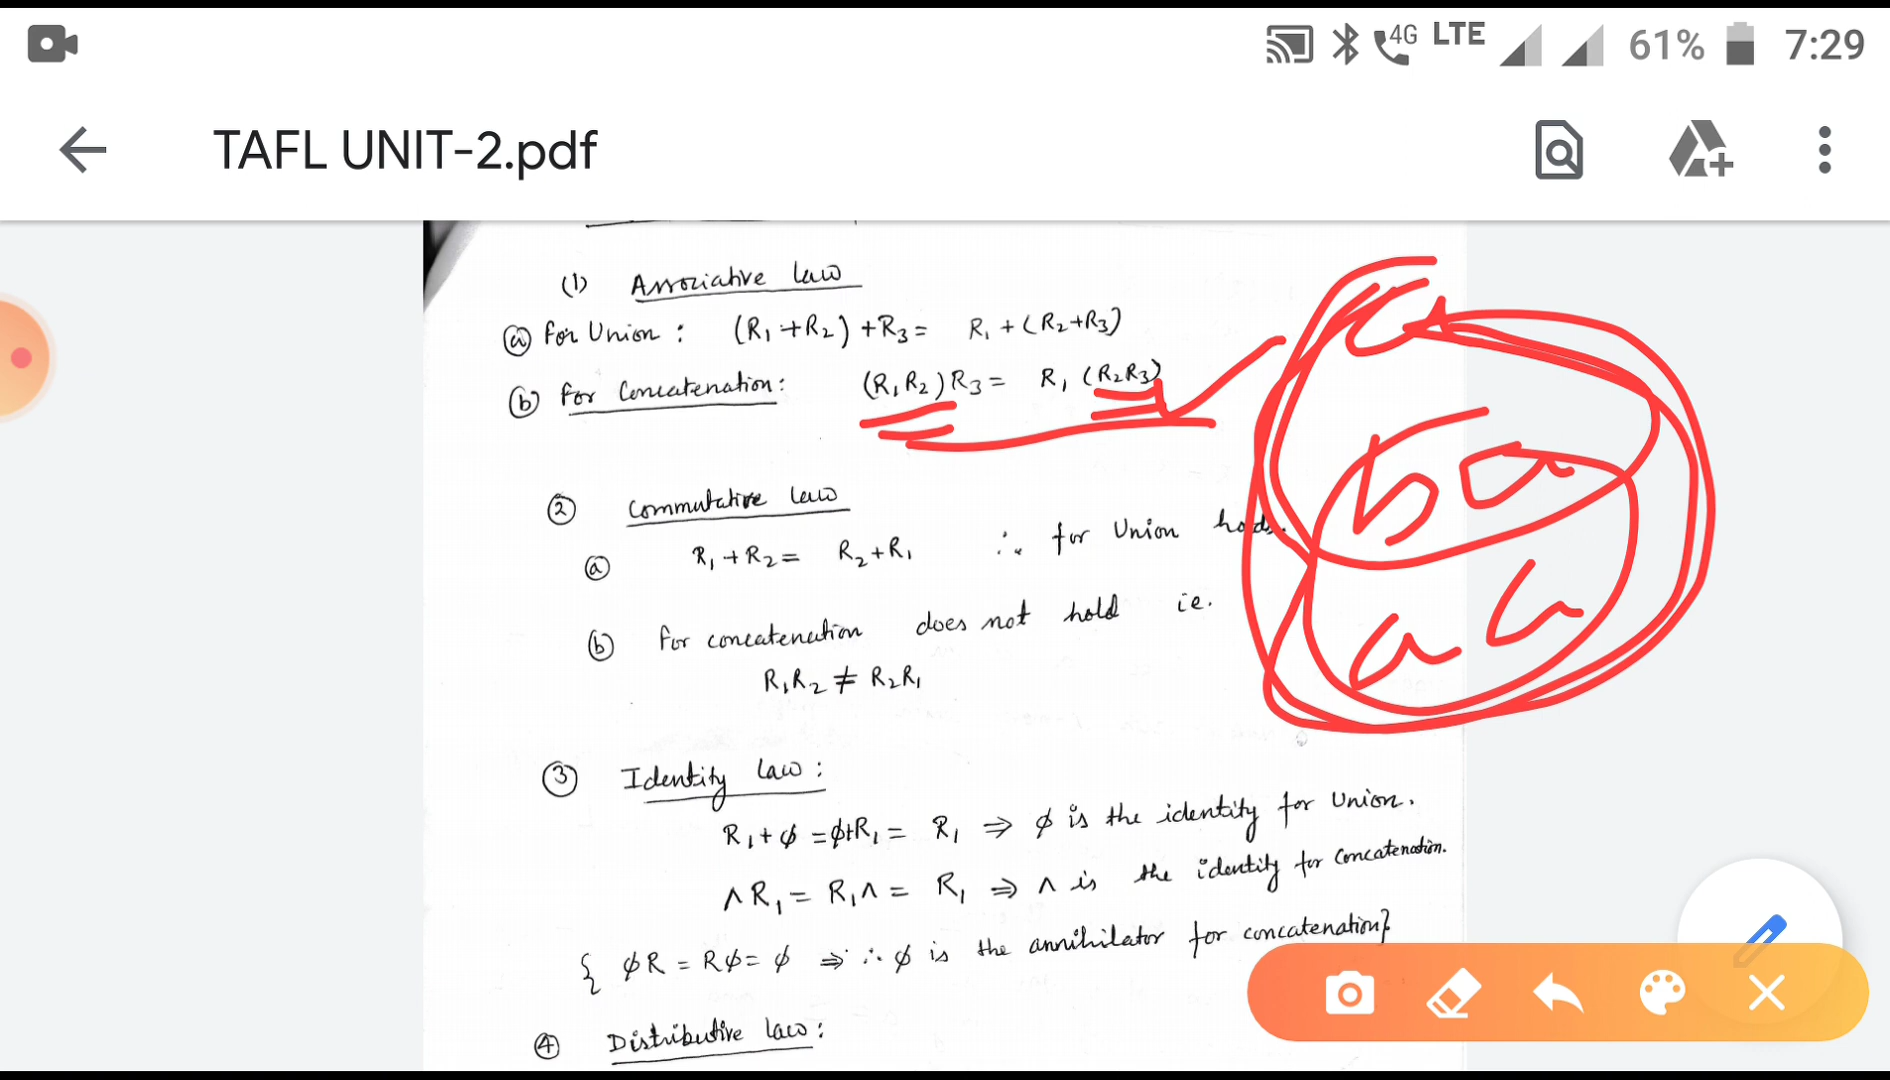 4G LTE 61% 7:29
TAFL UNIT-2.pdf
(1) Associative law
(a) for Union : (R₁+R₂)+R₃ = R₁+(R₂+R₃)
(b) for Concatenation: (R₁R₂)R₃ = R₁(R₂R₃)
(2) Commutative law
(a) R₁+R₂ = R₂+R₁ ∴ for Union holds.
(b) for concatenation does not hold ie.
R₁R₂ ≠ R₂R₁
(3) Identity law :
R₁+ϕ = ϕ+R₁ = R₁ ⇒ ϕ is the identity for Union.
∧R₁ = R₁∧ = R₁ ⇒ ∧ is the identity for Concatenation.
{ ϕR = Rϕ = ϕ ⇒ ∴ ϕ is the annihilator for concatenation}
(4) Distributive law :
ba